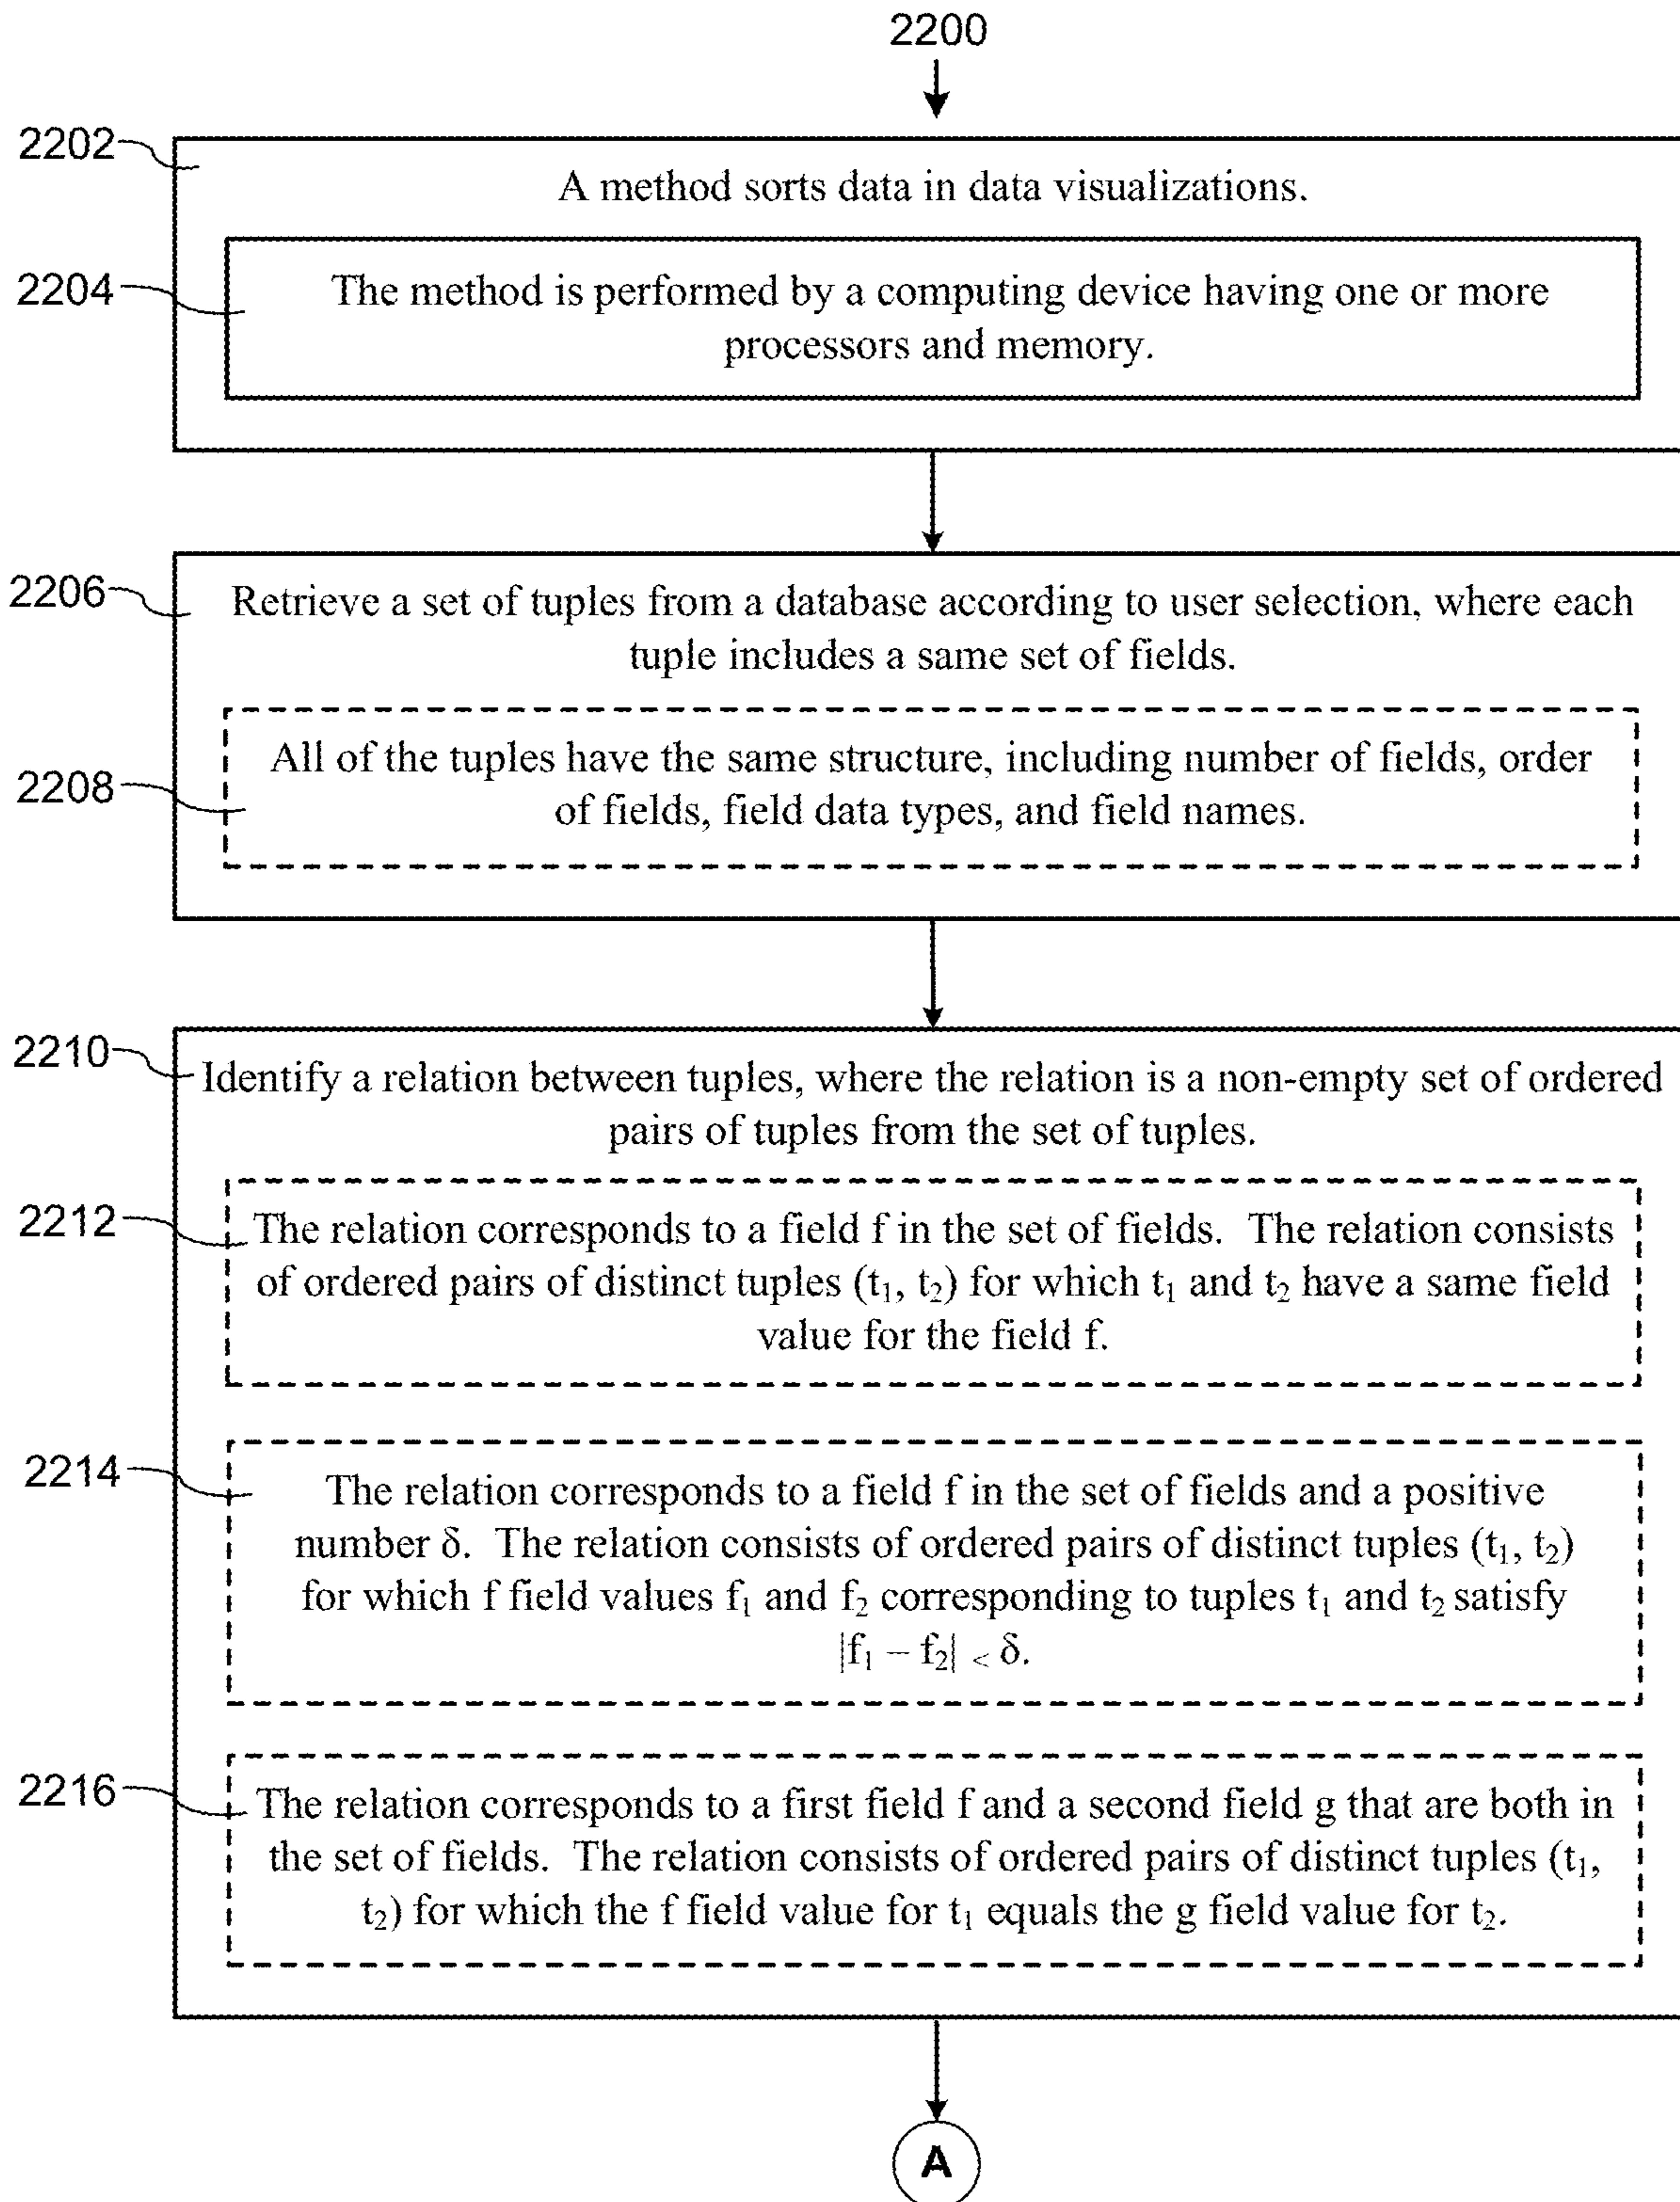 2200
2202
A method sorts data in data visualizations.
2204
The method is performed by a computing device having one or more
processors and memory.
2206
Retrieve a set of tuples from a database according to user selection, where each
tuple includes a same set of fields.
2208
All of the tuples have the same structure, including number of fields, order
of fields, field data types, and field names.
2210
Identify a relation between tuples, where the relation is a non-empty set of ordered
pairs of tuples from the set of tuples.
2212
The relation corresponds to a field f in the set of fields. The relation consists
of ordered pairs of distinct tuples (t₁, t₂) for which t₁ and t₂ have a same field
value for the field f.
2214
The relation corresponds to a field f in the set of fields and a positive
number δ. The relation consists of ordered pairs of distinct tuples (t₁, t₂)
for which f field values f₁ and f₂ corresponding to tuples t₁ and t₂ satisfy
|f₁ – f₂| < δ.
2216
The relation corresponds to a first field f and a second field g that are both in
the set of fields. The relation consists of ordered pairs of distinct tuples (t₁,
t₂) for which the f field value for t₁ equals the g field value for t₂.
A